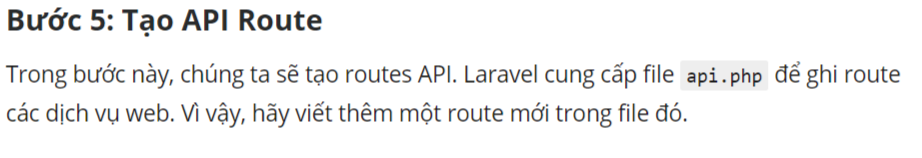 Bước 5: Tạo API Route
Trong bước này, chúng ta sẽ tạo routes API. Laravel cung cấp file api.php để ghi route
các dịch vụ web. Vì vậy, hãy viết thêm một route mới trong file đó.